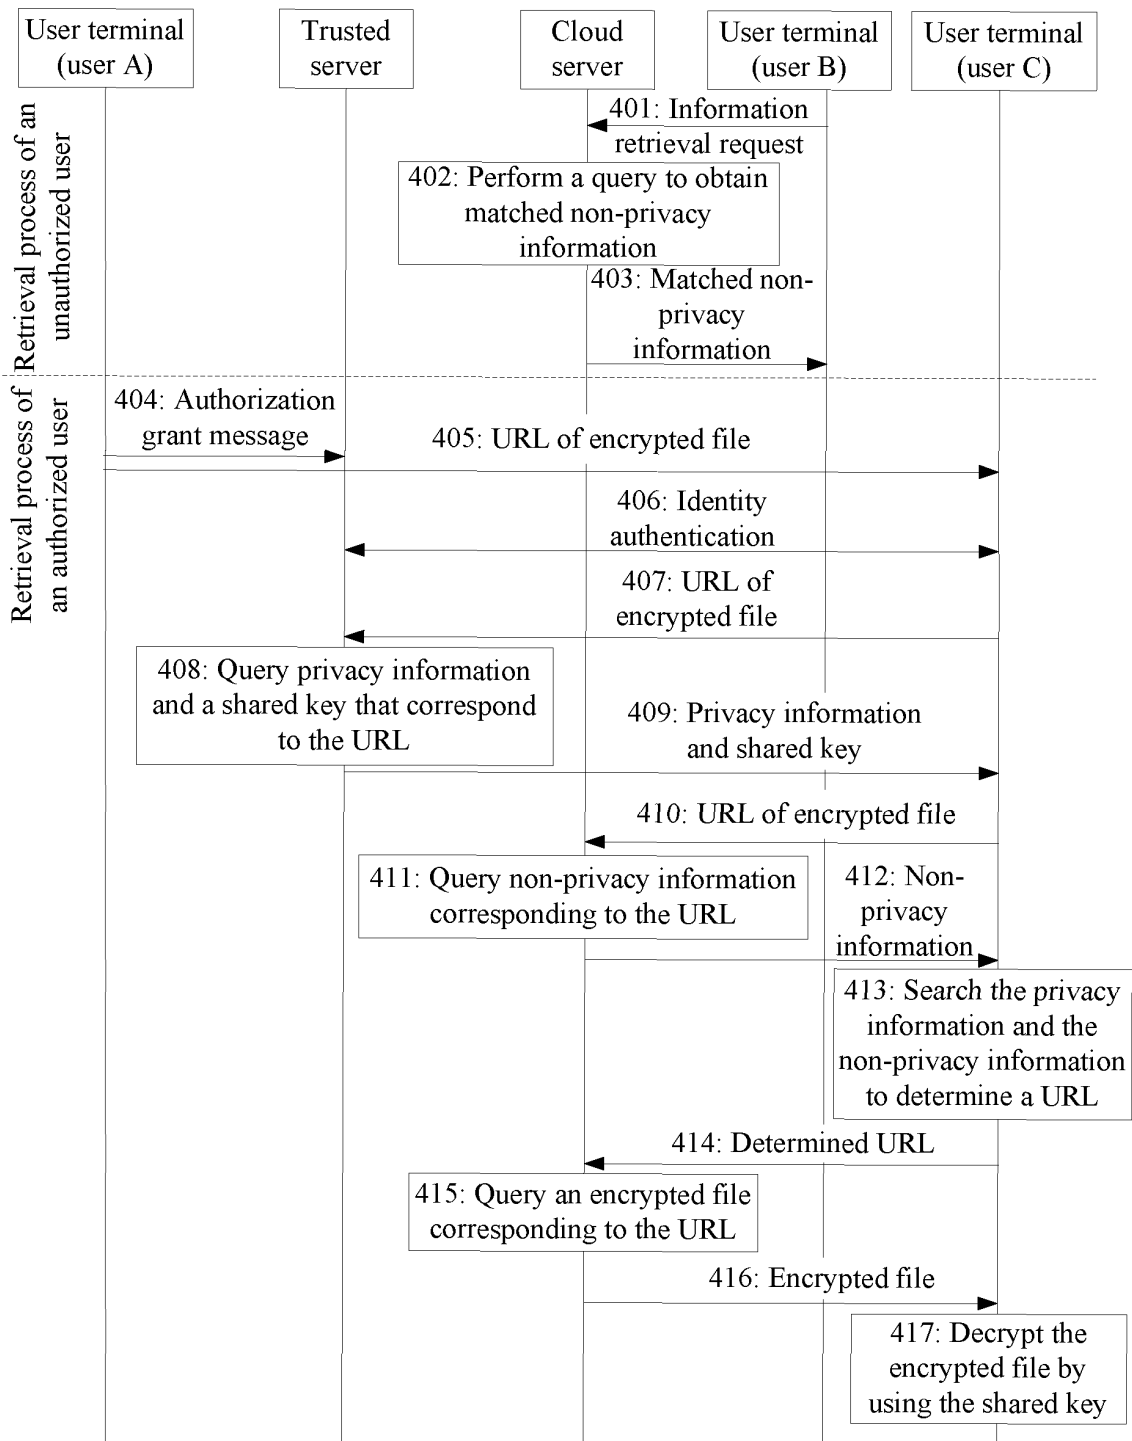 User terminal
(user A)
Trusted
server
Cloud
server
User terminal
(user B)
User terminal
(user C)
Retrieval process of an
unauthorized user
401: Information
retrieval request
402: Perform a query to obtain
matched non-privacy
information
403: Matched non-
privacy
information
Retrieval process of
an authorized user
404: Authorization
grant message
405: URL of encrypted file
406: Identity
authentication
407: URL of
encrypted file
408: Query privacy information
and a shared key that correspond
to the URL
409: Privacy information
and shared key
410: URL of encrypted file
411: Query non-privacy information
corresponding to the URL
412: Non-
privacy
information
413: Search the privacy
information and the
non-privacy information
to determine a URL
414: Determined URL
415: Query an encrypted file
corresponding to the URL
416: Encrypted file
417: Decrypt the
encrypted file by
using the shared key